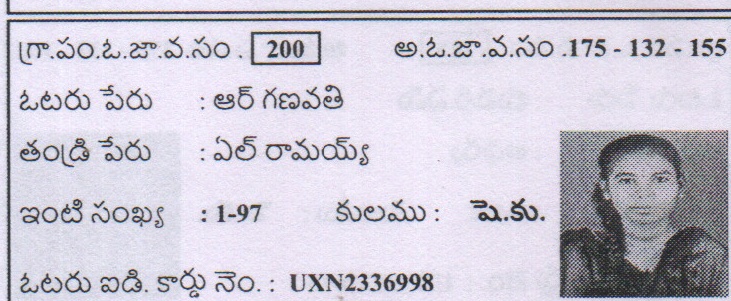 గ్రా.పం.ఓ.జా.వ.సం. 200 అ.ఓ.జా.వ.సం 175 - 132 - 155
ఓటరు పేరు : ఆర్ గణవతి
తండ్రి పేరు : ఏల్ రామయ్య్
ఇంటి సంఖ్య : 1-97 కులము : షె.కు.
ఓటరు ఐడి. కార్డు నెం. : UXN2336998